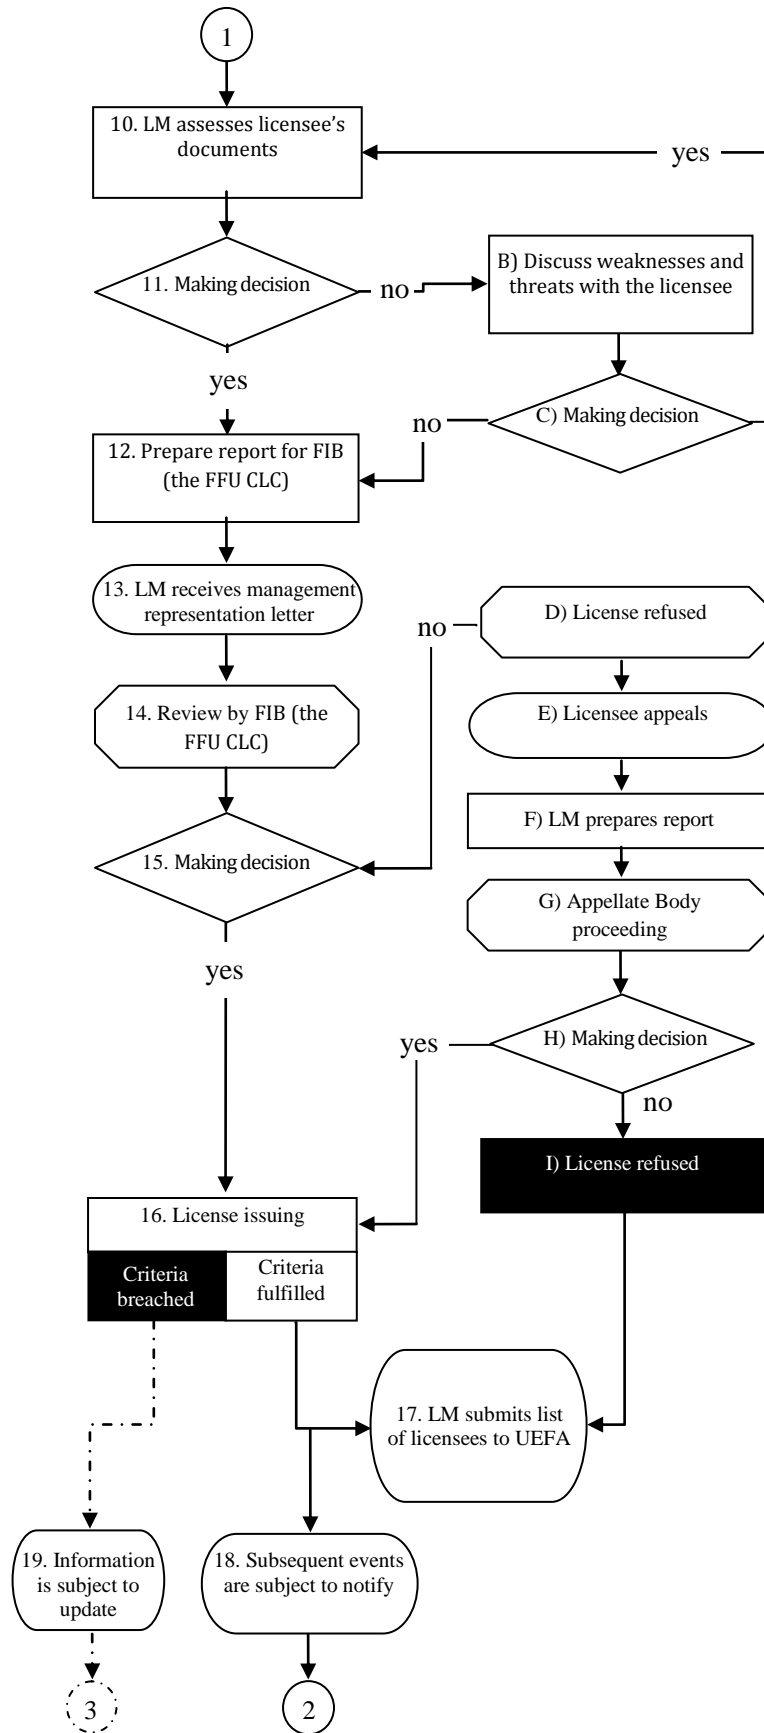 1
10. LM assesses licensee’s
documents
yes
11. Making decision
no
B) Discuss weaknesses and
threats with the licensee
yes
no
C) Making decision
12. Prepare report for FIB
(the FFU CLC)
13. LM receives management
representation letter
no
D) License refused
14. Review by FIB (the
FFU CLC)
E) Licensee appeals
F) LM prepares report
15. Making decision
G) Appellate Body
proceeding
yes
yes
H) Making decision
no
I) License refused
16. License issuing
Criteria
breached
Criteria
fulfilled
17. LM submits list
of licensees to UEFA
19. Information
is subject to
update
18. Subsequent events
are subject to notify
3
2